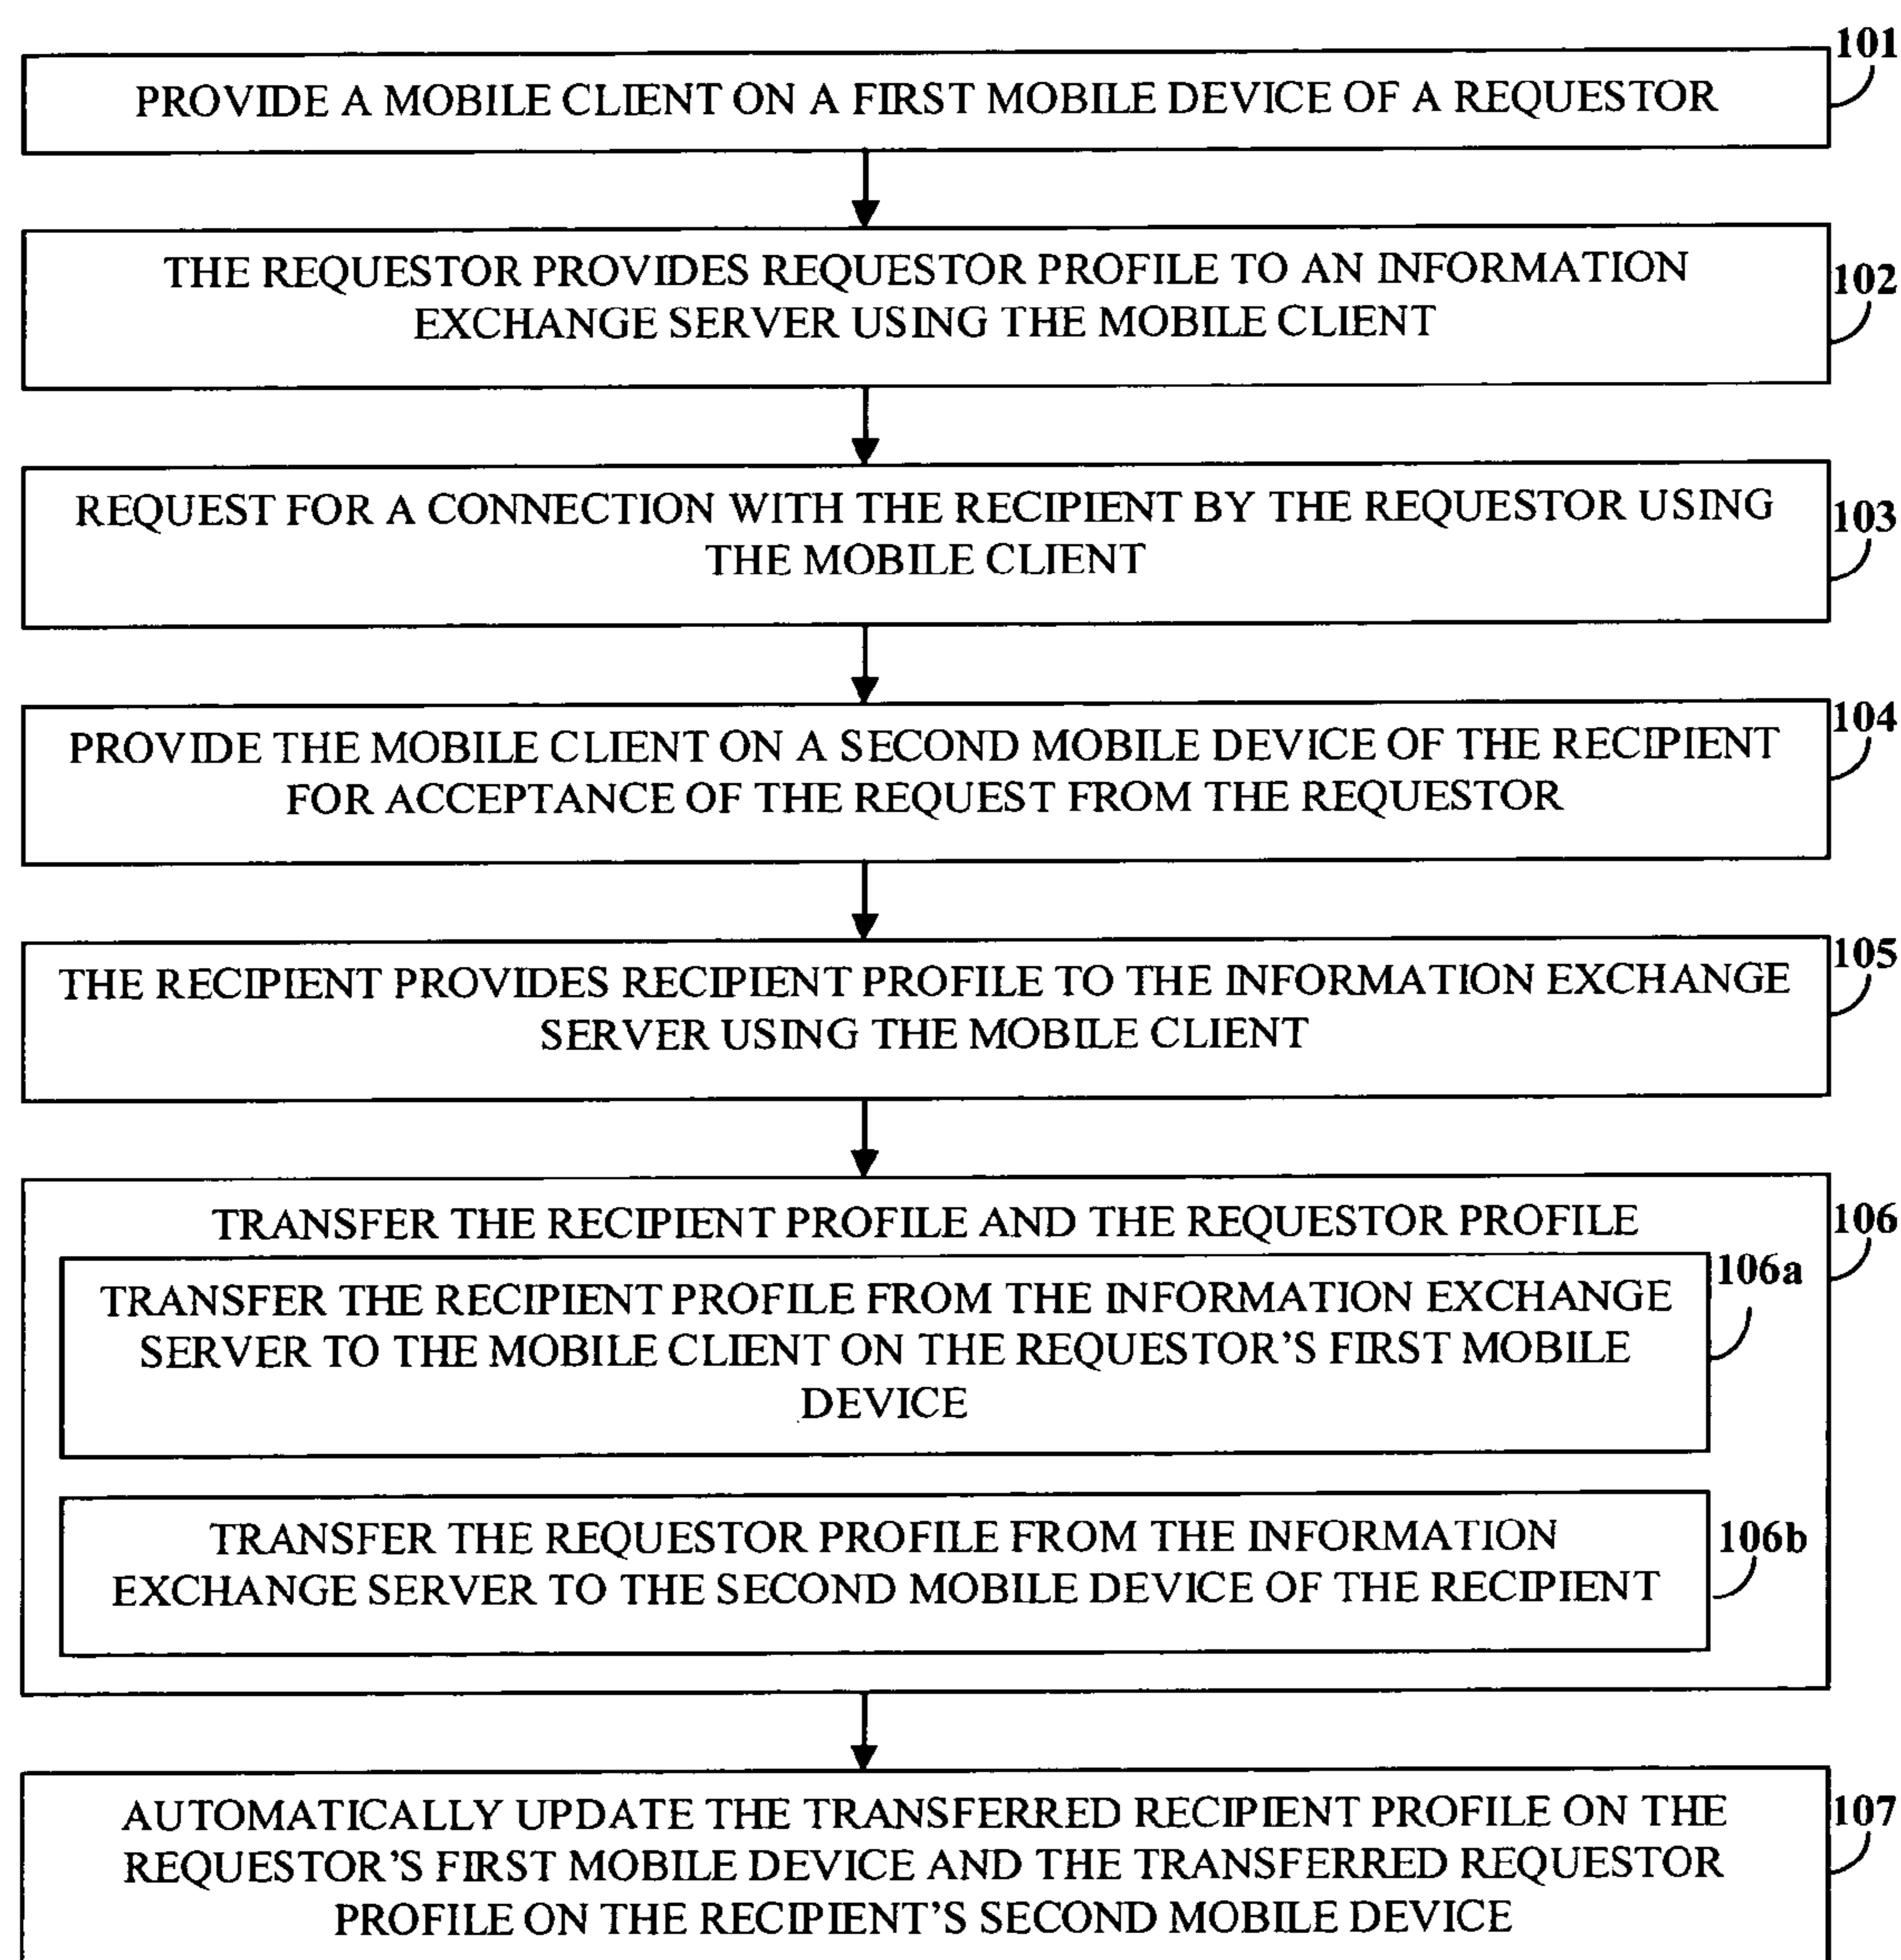 101
PROVIDE A MOBILE CLIENT ON A FIRST MOBILE DEVICE OF A REQUESTOR
102
THE REQUESTOR PROVIDES REQUESTOR PROFILE TO AN INFORMATION
EXCHANGE SERVER USING THE MOBILE CLIENT
103
REQUEST FOR A CONNECTION WITH THE RECIPIENT BY THE REQUESTOR USING
THE MOBILE CLIENT
104
PROVIDE THE MOBILE CLIENT ON A SECOND MOBILE DEVICE OF THE RECIPIENT
FOR ACCEPTANCE OF THE REQUEST FROM THE REQUESTOR
105
THE RECIPIENT PROVIDES RECIPIENT PROFILE TO THE INFORMATION EXCHANGE
SERVER USING THE MOBILE CLIENT
106
TRANSFER THE RECIPIENT PROFILE AND THE REQUESTOR PROFILE
106a
TRANSFER THE RECIPIENT PROFILE FROM THE INFORMATION EXCHANGE
SERVER TO THE MOBILE CLIENT ON THE REQUESTOR'S FIRST MOBILE
DEVICE
106b
TRANSFER THE REQUESTOR PROFILE FROM THE INFORMATION
EXCHANGE SERVER TO THE SECOND MOBILE DEVICE OF THE RECIPIENT
107
AUTOMATICALLY UPDATE THE TRANSFERRED RECIPIENT PROFILE ON THE
REQUESTOR'S FIRST MOBILE DEVICE AND THE TRANSFERRED REQUESTOR
PROFILE ON THE RECIPIENT'S SECOND MOBILE DEVICE